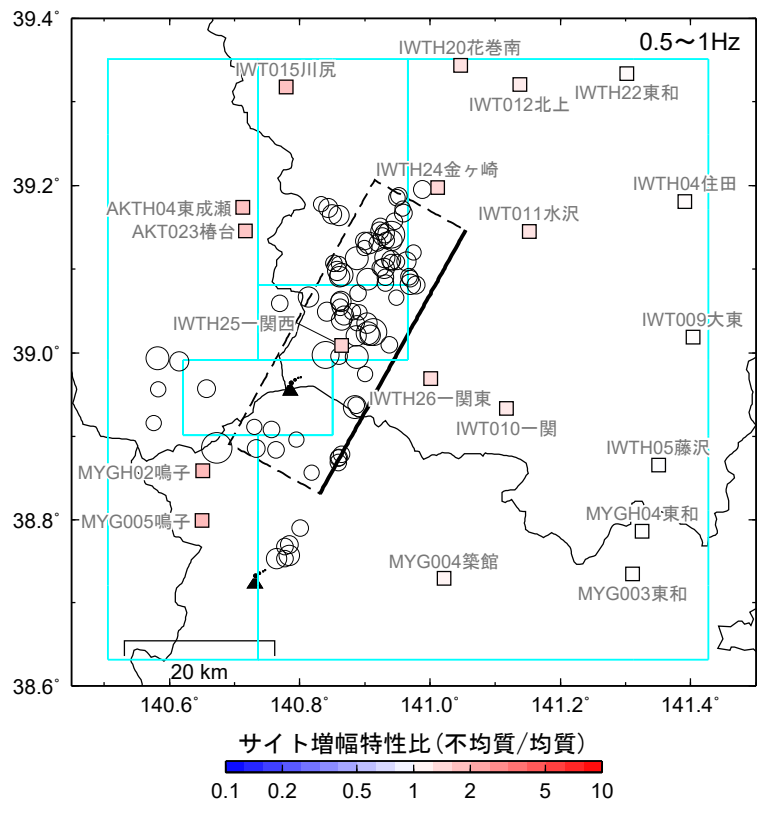 39.4˚
0.5～1Hz
IWTH20花巻南
IWT015川尻
IWT012北上
IWTH22東和
39.2˚
IWTH24金ヶ崎
IWTH04住田
AKTH04東成瀬
IWT011水沢
AKT023椿台
IWTH25一関西
IWT009大東
39.0˚
IWTH26一関東
IWT010一関
IWTH05藤沢
MYGH02鳴子
MYGH04東和
MYG005鳴子
38.8˚
MYG004築館
MYG003東和
20 km
38.6˚
140.6˚ 140.8˚ 141.0˚ 141.2˚ 141.4˚
サイト増幅特性比(不均質/均質)
0.1 0.2 0.5 1 2 5 10